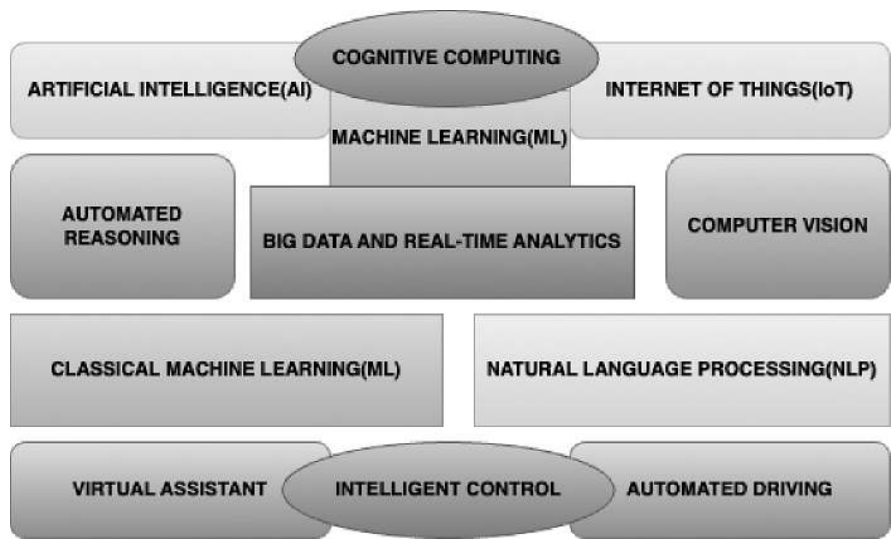 COGNITIVE COMPUTING
ARTIFICIAL INTELLIGENCE(AI)
INTERNET OF THINGS(IoT)
MACHINE LEARNING(ML)
AUTOMATED
REASONING
BIG DATA AND REAL-TIME ANALYTICS
COMPUTER VISION
CLASSICAL MACHINE LEARNING(ML)
NATURAL LANGUAGE PROCESSING(NLP)
VIRTUAL ASSISTANT
INTELLIGENT CONTROL
AUTOMATED DRIVING